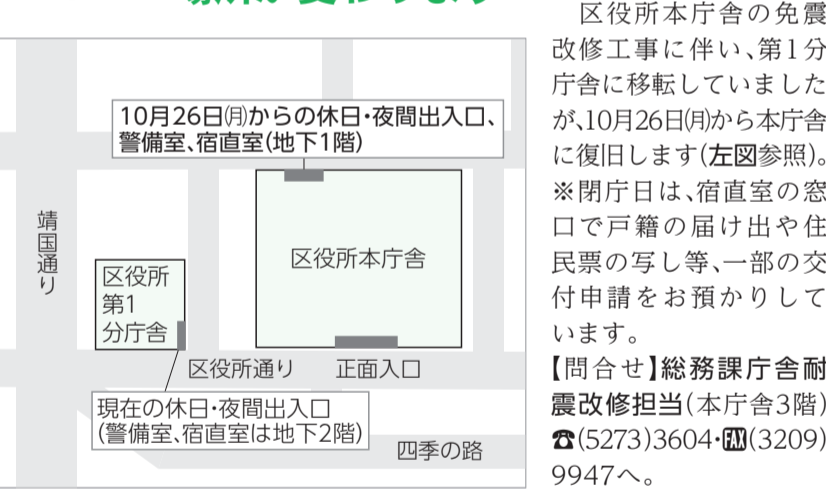 10月26日㈪からの休日・夜間出入口、
警備室、宿直室(地下1階)
靖国通り
区役所
第1
分庁舎
区役所本庁舎
区役所通り
正面入口
現在の休日・夜間出入口
(警備室、宿直室は地下2階)
四季の路
区役所本庁舎の免震
改修工事に伴い、第1分
庁舎に移転していました
が、10月26日㈪から本庁舎
に復旧します(左図参照)。
※閉庁日は、宿直室の窓
口で戸籍の届け出や住
民票の写し等、一部の交
付申請をお預かりして
います。
【問合せ】総務課庁舎耐
震改修担当(本庁舎3階)
☎(5273)3604・FAX(3209)
9947へ。